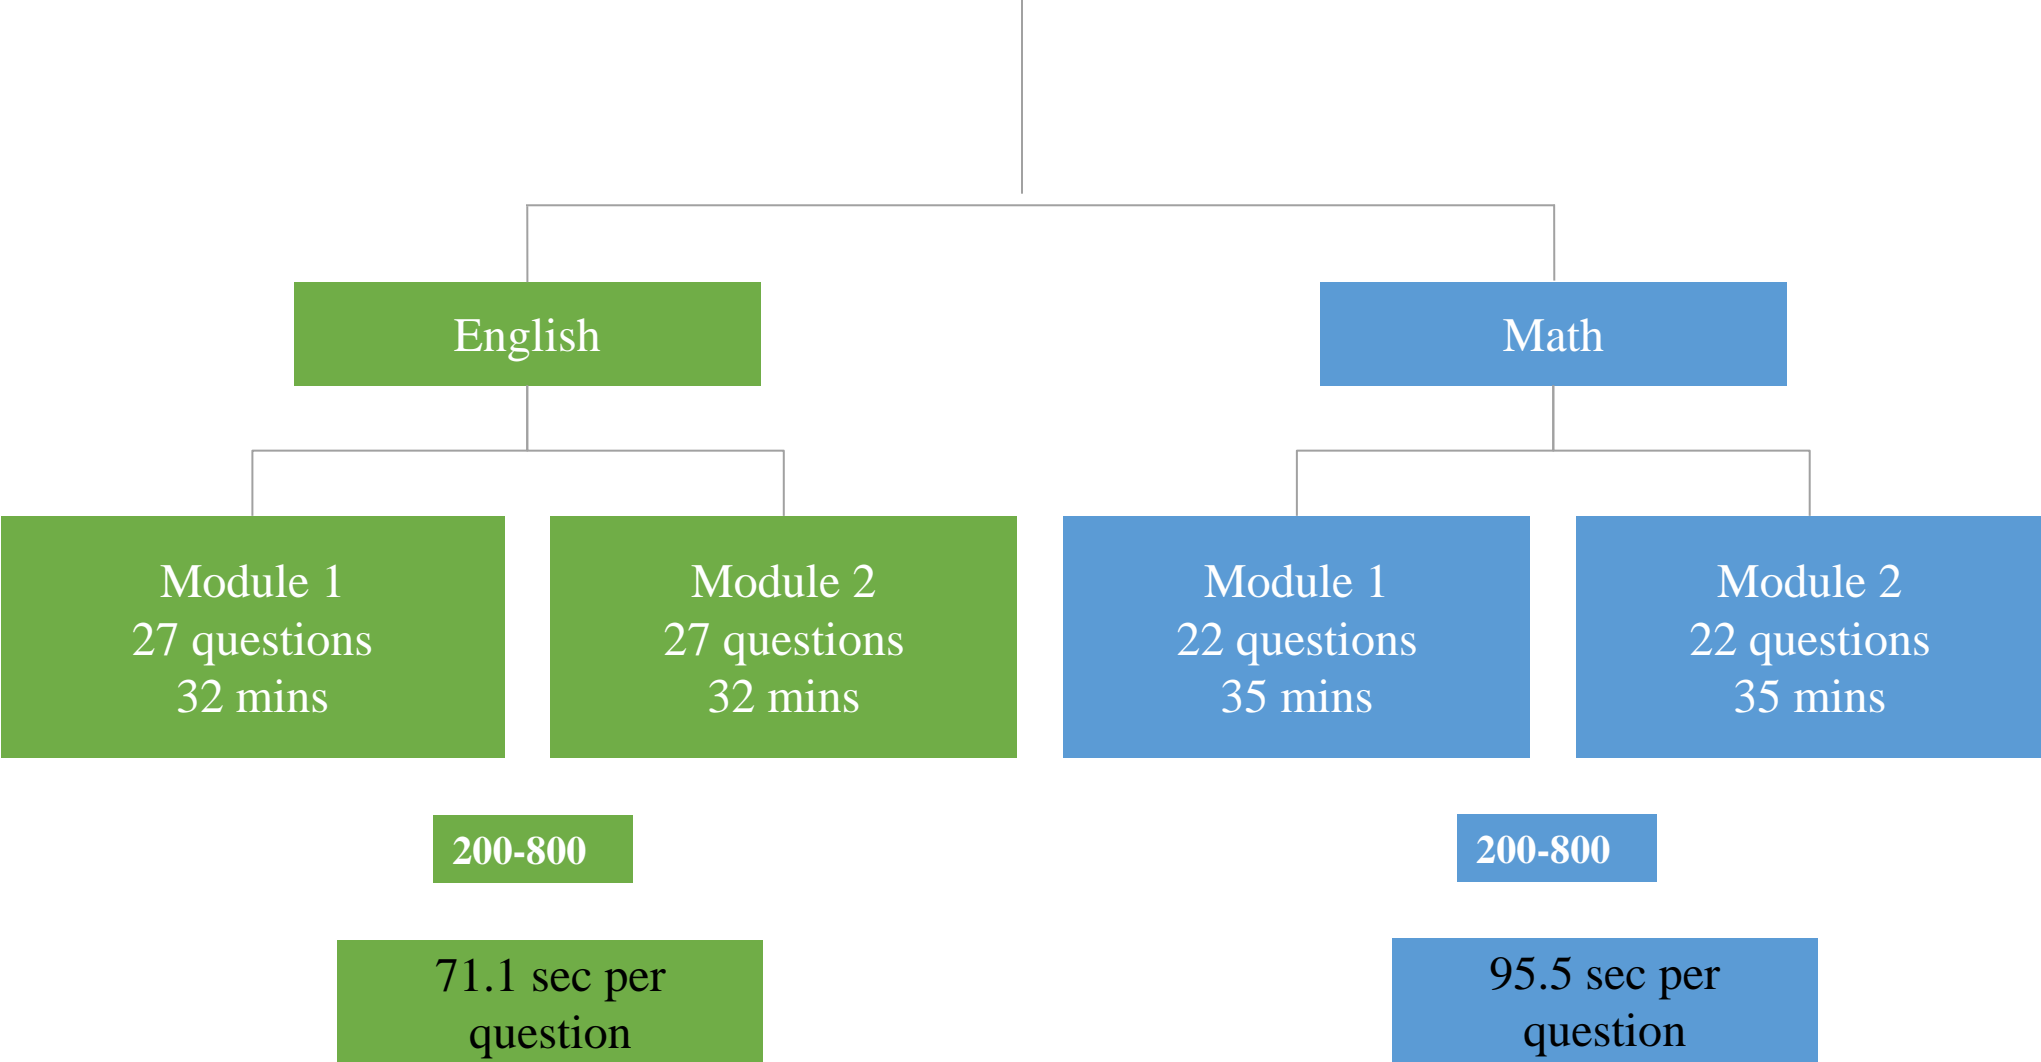 English
Math
Module 1
27 questions
32 mins
Module 2
27 questions
32 mins
Module 1
22 questions
35 mins
Module 2
22 questions
35 mins
200-800
200-800
71.1 sec per
question
95.5 sec per
question